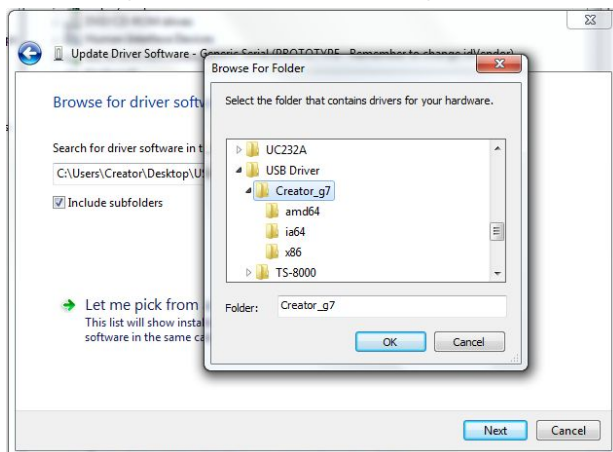 Update Driver Software - Generic Serial (PROTOTYPE - Remember to change idVendor)
Browse For Folder
Browse for driver softw
Select the folder that contains drivers for your hardware.
Search for driver software in t
C:\Users\Creator\Desktop\U
Include subfolders
UC232A
USB Driver
Creator_g7
amd64
ia64
x86
TS-8000
Let me pick from
This list will show instal
software in the same ca
Folder:
Creator_g7
OK
Cancel
Next
Cancel